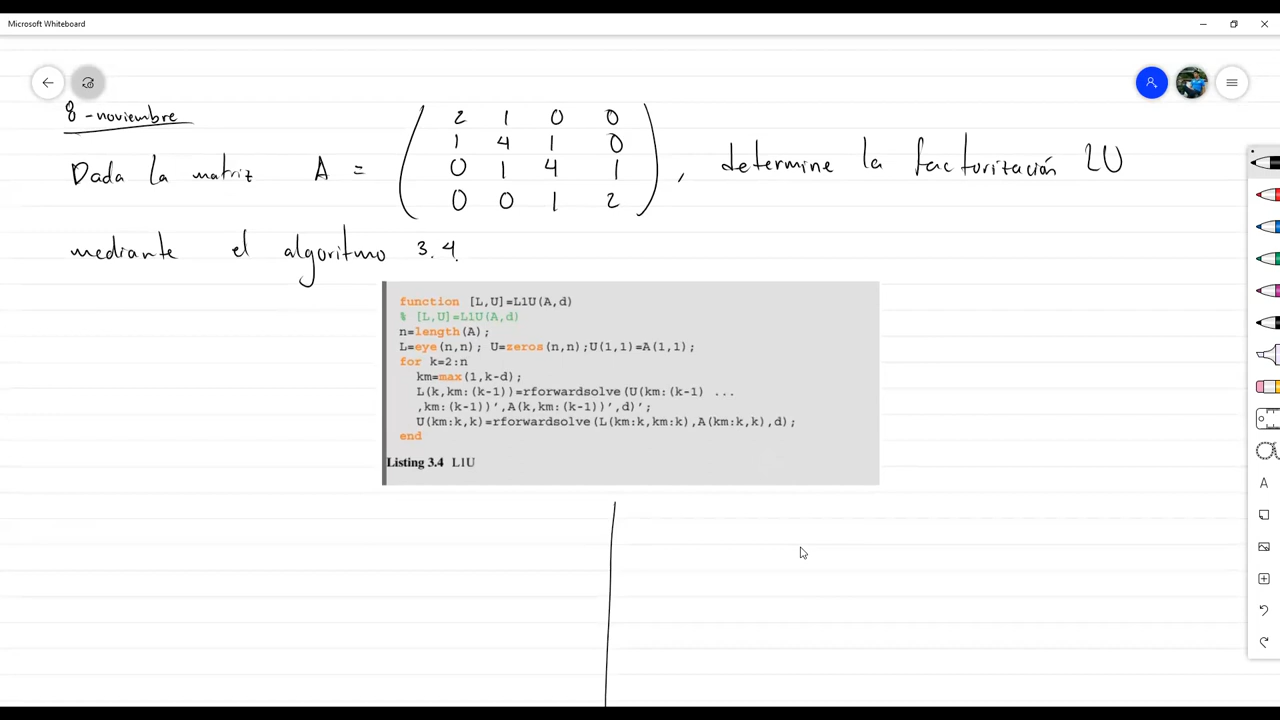 Microsoft Whiteboard
8 - noviembre
Dada la matriz A = ( 2 1 0 0
1 4 1 0
0 1 4 1
0 0 1 2 ) , determine la factorización LU
mediante el algoritmo 3.4.
function [L,U]=L1U(A,d)
% [L,U]=L1U(A,d)
n=length(A);
L=eye(n,n); U=zeros(n,n);U(1,1)=A(1,1);
for k=2:n
km=max(1,k-d);
L(k,km:(k-1))=rforwardsolve(U(km:(k-1) ...
,km:(k-1))',A(k,km:(k-1))',d)';
U(km:k,k)=rforwardsolve(L(km:k,km:k),A(km:k,k),d);
end
Listing 3.4 L1U
A